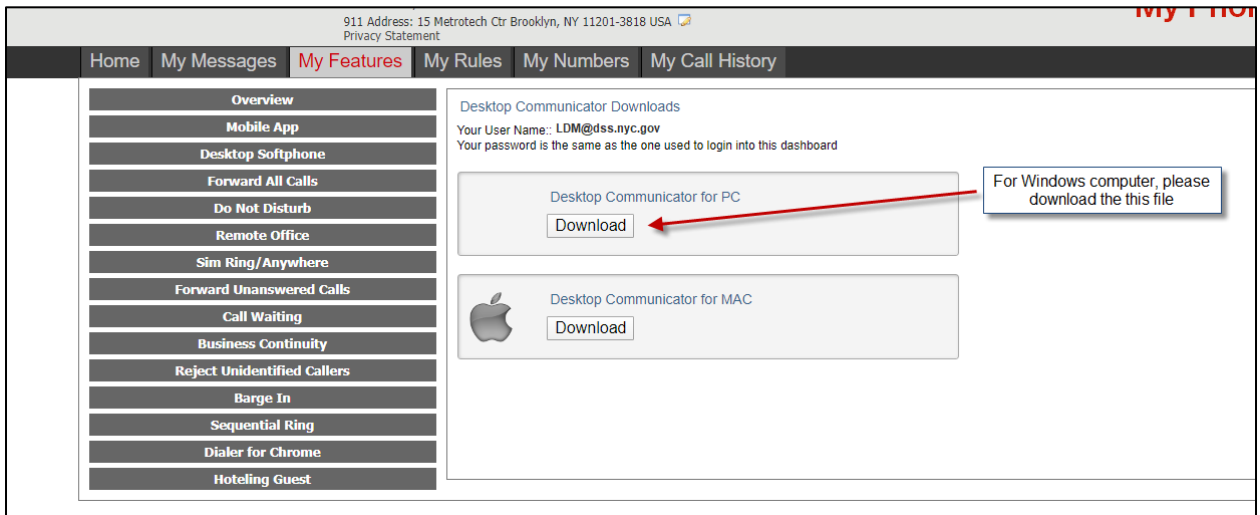 911 Address: 15 Metrotech Ctr Brooklyn, NY 11201-3818 USA
Privacy Statement
Home My Messages My Features My Rules My Numbers My Call History
Overview
Mobile App
Desktop Softphone
Forward All Calls
Do Not Disturb
Remote Office
Sim Ring/Anywhere
Forward Unanswered Calls
Call Waiting
Business Continuity
Reject Unidentified Callers
Barge In
Sequential Ring
Dialer for Chrome
Hoteling Guest
Desktop Communicator Downloads
Your User Name:: LDM@dss.nyc.gov
Your password is the same as the one used to login into this dashboard
Desktop Communicator for PC
Download
Desktop Communicator for MAC
Download
For Windows computer, please
download the this file